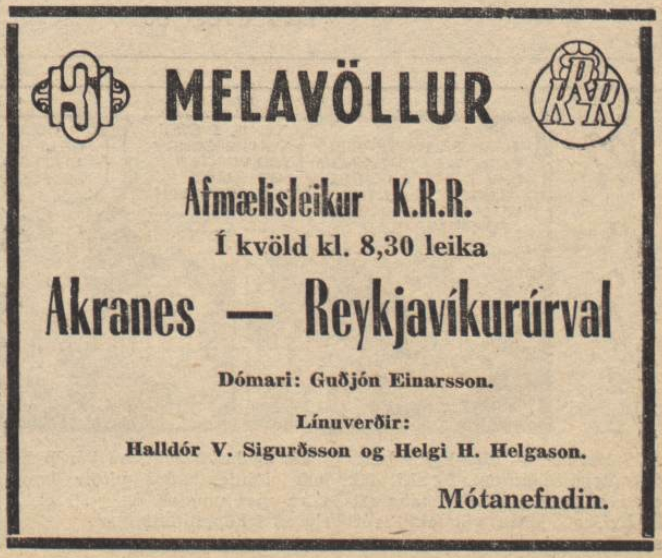 MELAVÖLLUR
KRR
Afmælisleikur K.R.R.
Í kvöld kl. 8,30 leika
Akranes — Reykjavíkurúrval
Dómari: Guðjón Einarsson.
Línuverðir:
Halldór V. Sigurðsson og Helgi H. Helgason.
Mótanefndin.